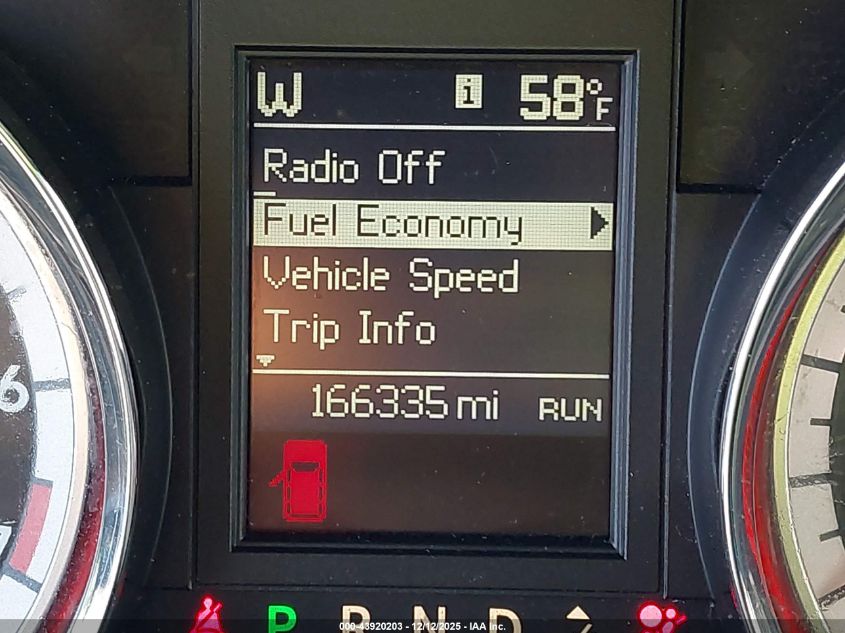 W i 58°F
Radio Off
Fuel Economy
Vehicle Speed
Trip Info
166335 mi RUN
6
P R N D
000-43920203 - 12/12/2025 - IAA Inc.